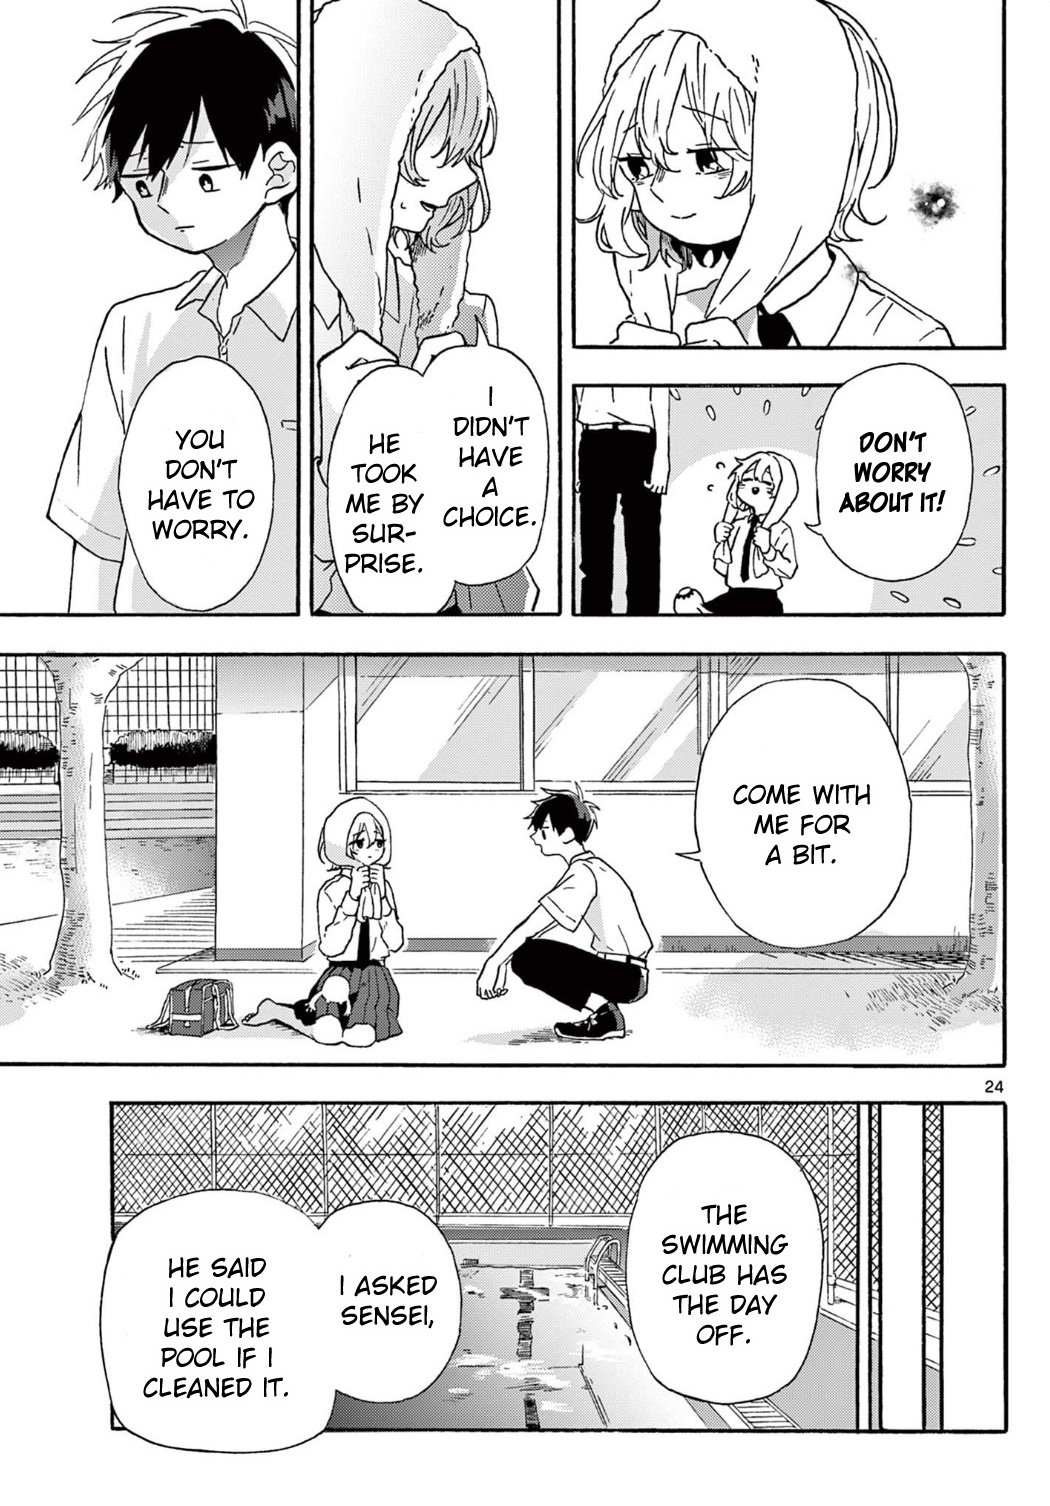 DON'T
WORRY
ABOUT IT!
I
DIDN'T
HAVE
A
CHOICE.
HE
TOOK
ME BY
SUR-
PRISE.
YOU
DON'T
HAVE TO
WORRY.
COME WITH
ME FOR
A BIT.
24
THE
SWIMMING
CLUB HAS
THE DAY
OFF.
I ASKED
SENSEI,
HE SAID
I COULD
USE THE
POOL IF I
CLEANED IT.